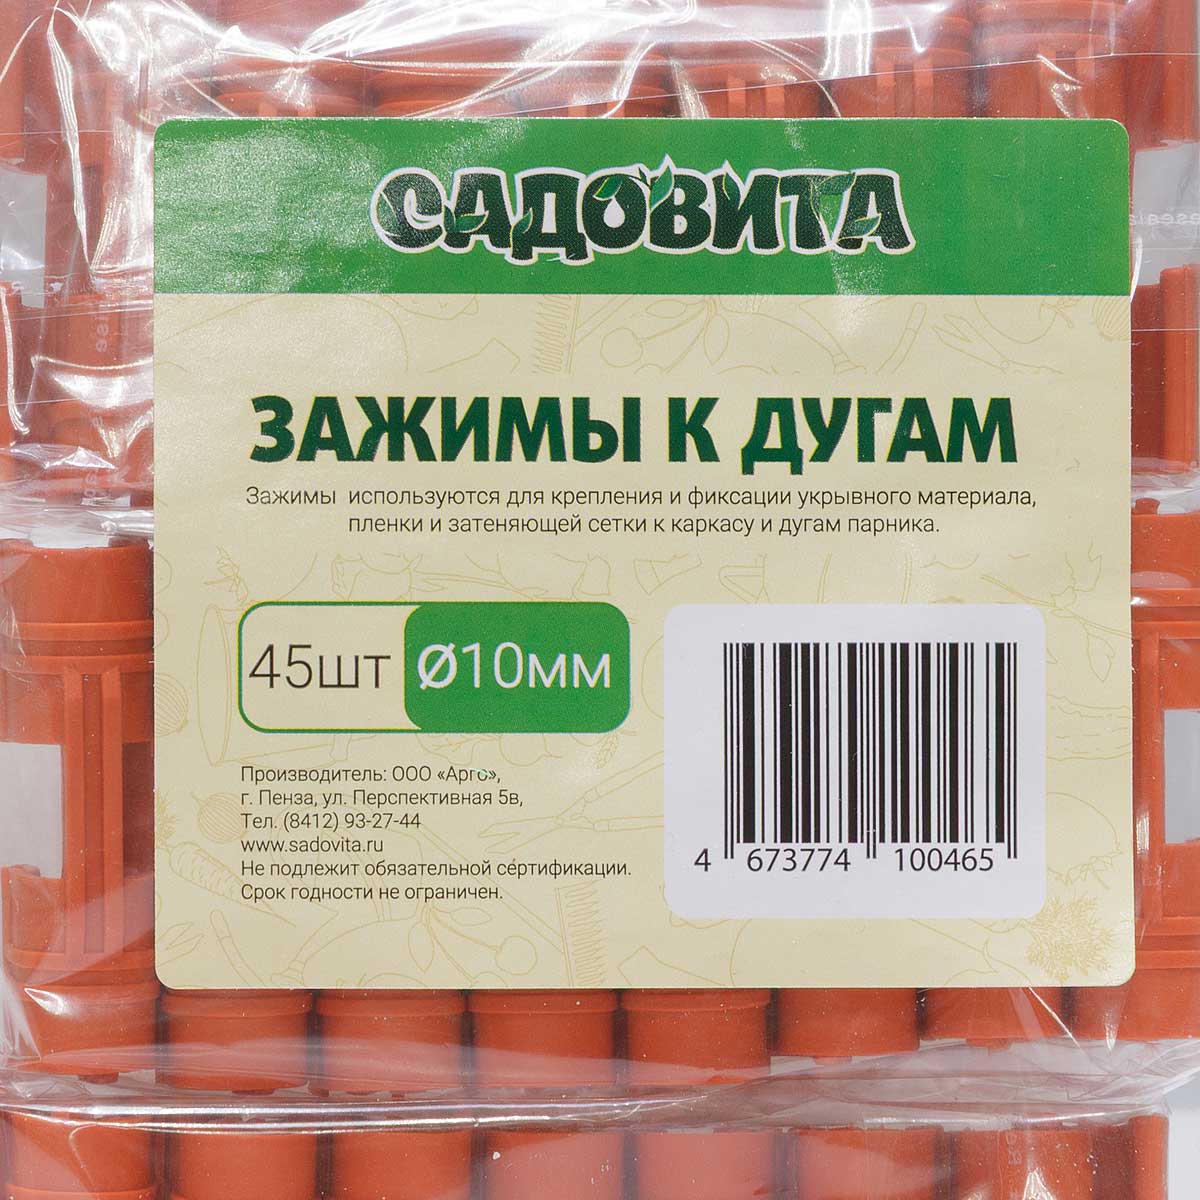 САДОВИТА
ЗАЖИМЫ К ДУГАМ
Зажимы используются для крепления и фиксации укрывного материала,
пленки и затеняющей сетки к каркасу и дугам парника.
45шт Ø10мм
Производитель: ООО «Арго»,
г. Пенза, ул. Перспективная 5в,
Тел. (8412) 93-27-44
www.sadovita.ru
Не подлежит обязательной сертификации.
Срок годности не ограничен.
4 673774 100465